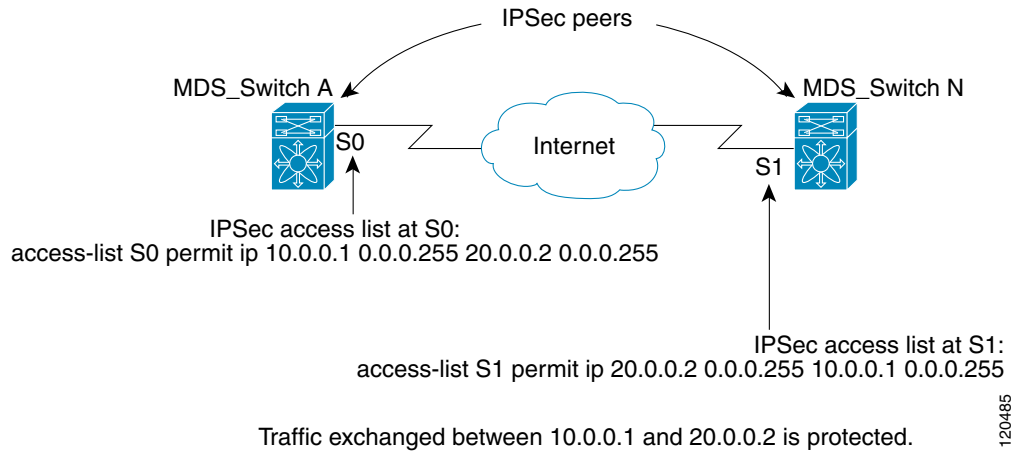 IPSec peers
MDS_Switch A
MDS_Switch N
S0
Internet
S1
IPSec access list at S0:
access-list S0 permit ip 10.0.0.1 0.0.0.255 20.0.0.2 0.0.0.255
IPSec access list at S1:
access-list S1 permit ip 20.0.0.2 0.0.0.255 10.0.0.1 0.0.0.255
Traffic exchanged between 10.0.0.1 and 20.0.0.2 is protected.
120485